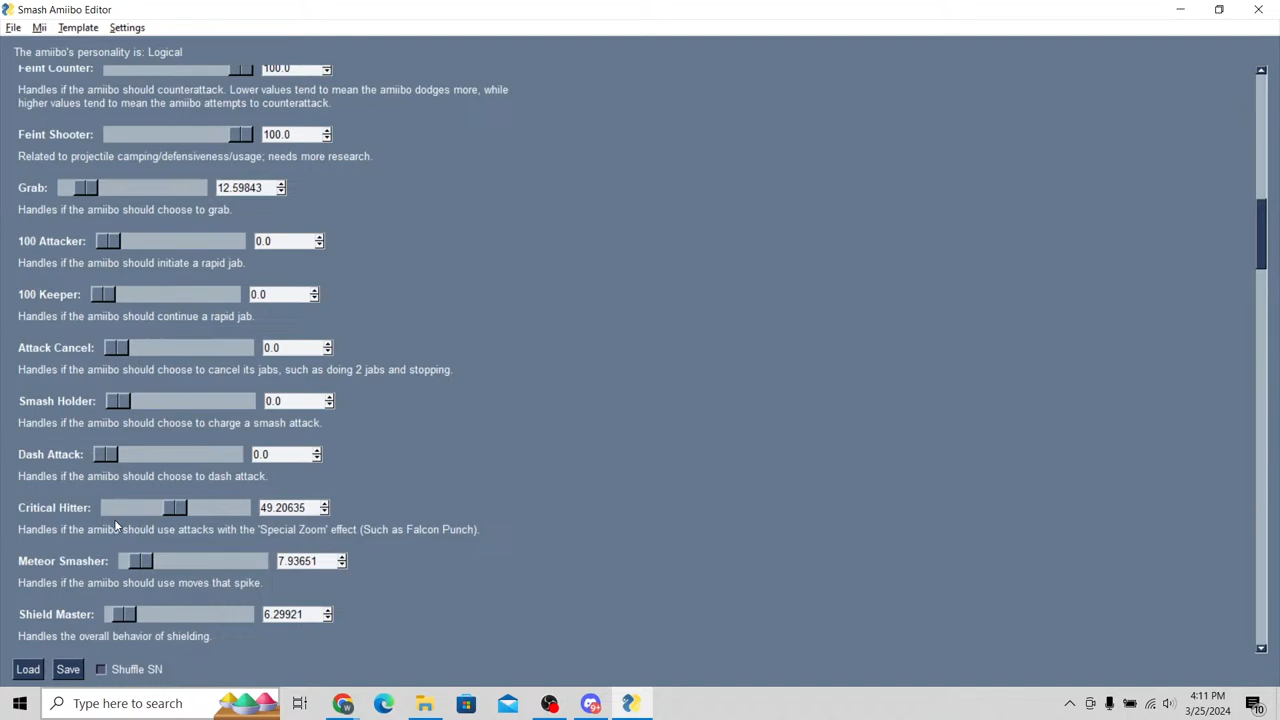 Smash Amiibo Editor
File Mii Template Settings
The amiibo's personality is: Logical
Feint Counter: 100.0
Handles if the amiibo should counterattack. Lower values tend to mean the amiibo dodges more, while
higher values tend to mean the amiibo attempts to counterattack.
Feint Shooter: 100.0
Related to projectile camping/defensiveness/usage; needs more research.
Grab: 12.59843
Handles if the amiibo should choose to grab.
100 Attacker: 0.0
Handles if the amiibo should initiate a rapid jab.
100 Keeper: 0.0
Handles if the amiibo should continue a rapid jab.
Attack Cancel: 0.0
Handles if the amiibo should choose to cancel its jabs, such as doing 2 jabs and stopping.
Smash Holder: 0.0
Handles if the amiibo should choose to charge a smash attack.
Dash Attack: 0.0
Handles if the amiibo should choose to dash attack.
Critical Hitter: 49.20635
Handles if the amiibo should use attacks with the 'Special Zoom' effect (Such as Falcon Punch).
Meteor Smasher: 7.93651
Handles if the amiibo should use moves that spike.
Shield Master: 6.29921
Handles the overall behavior of shielding.
Load Save Shuffle SN
Type here to search
4:11 PM
3/25/2024
10